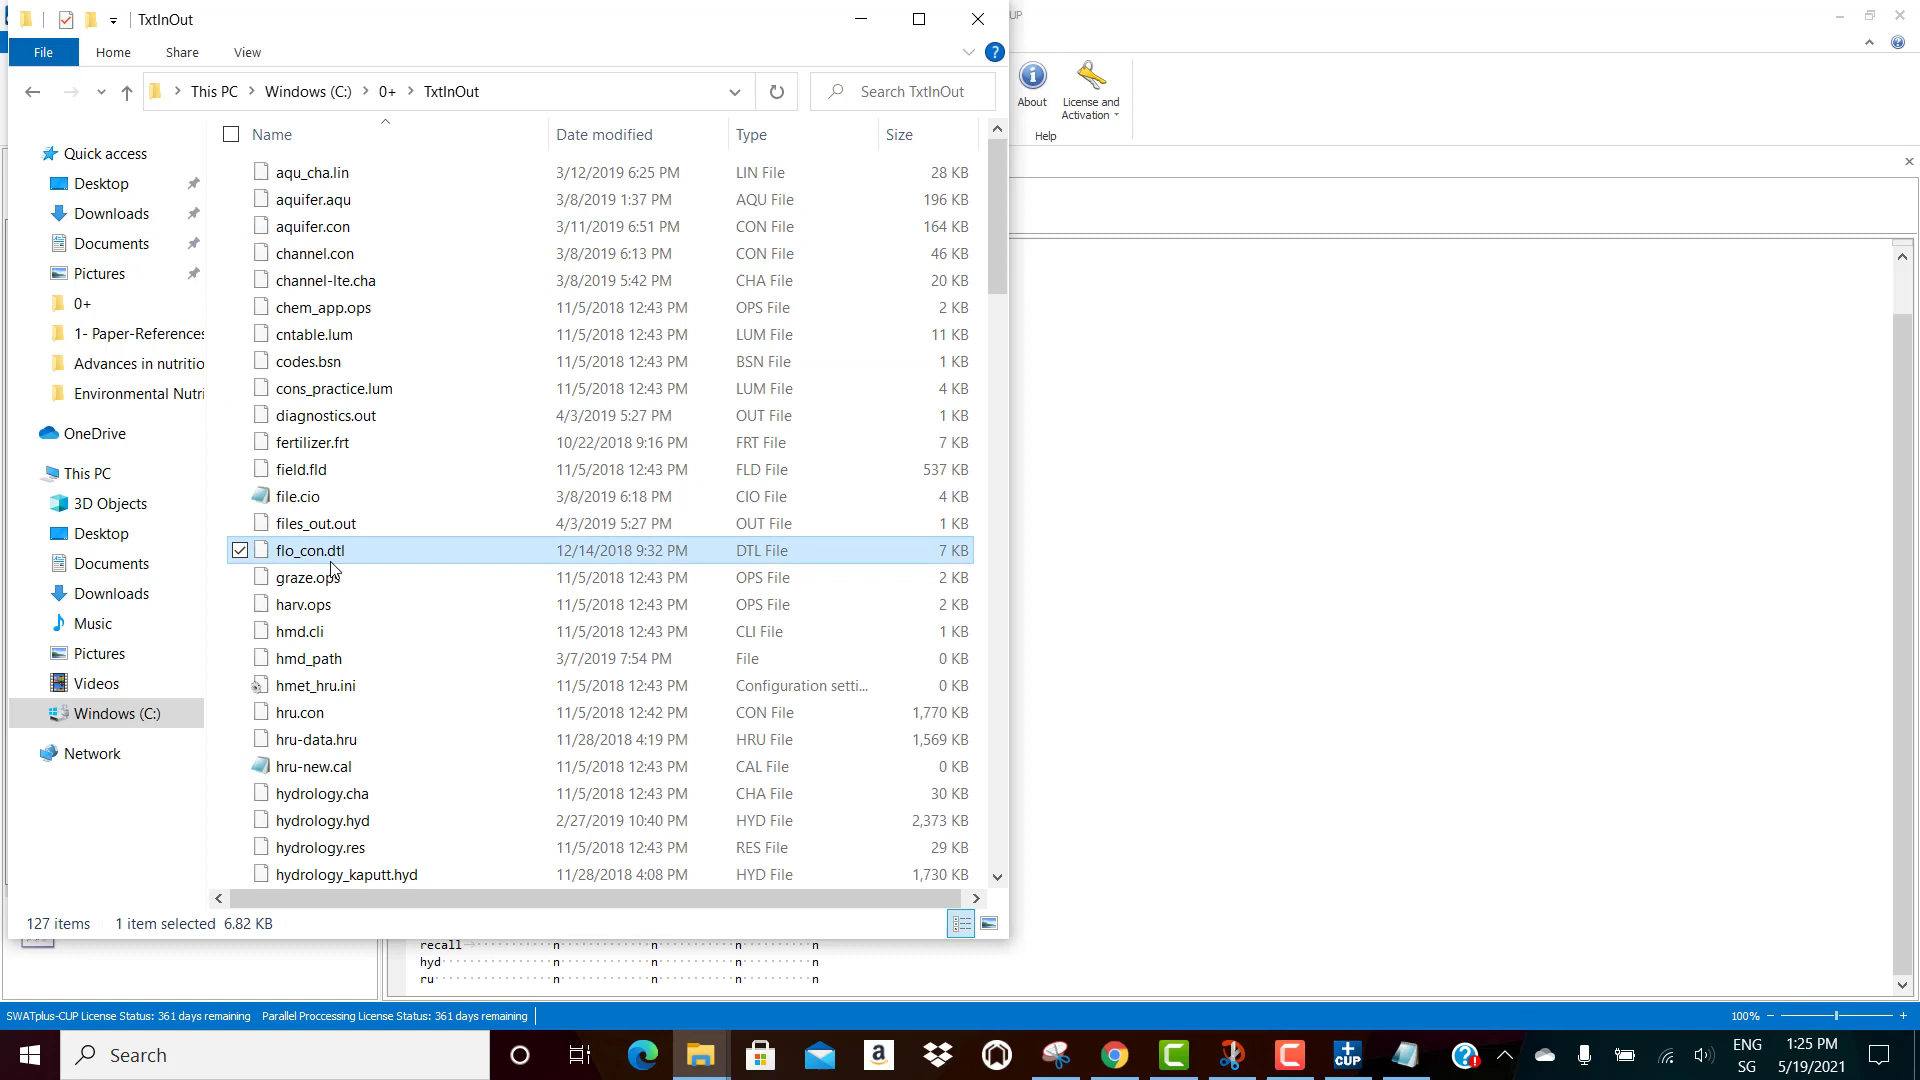 TxtInOut
UP
File Home Share View
This PC Windows (C:) 0+ TxtInOut
Search TxtInOut
About
License and
Activation
Help
Name Date modified Type Size
Quick access
Desktop
Downloads
Documents
Pictures
0+
1- Paper-References
Advances in nutritio
Environmental Nutri
OneDrive
This PC
3D Objects
Desktop
Documents
Downloads
Music
Pictures
Videos
Windows (C:)
Network
aqu_cha.lin 3/12/2019 6:25 PM LIN File 28 KB
aquifer.aqu 3/8/2019 1:37 PM AQU File 196 KB
aquifer.con 3/11/2019 6:51 PM CON File 164 KB
channel.con 3/8/2019 6:13 PM CON File 46 KB
channel-lte.cha 3/8/2019 5:42 PM CHA File 20 KB
chem_app.ops 11/5/2018 12:43 PM OPS File 2 KB
cntable.lum 11/5/2018 12:43 PM LUM File 11 KB
codes.bsn 11/5/2018 12:43 PM BSN File 1 KB
cons_practice.lum 11/5/2018 12:43 PM LUM File 4 KB
diagnostics.out 4/3/2019 5:27 PM OUT File 1 KB
fertilizer.frt 10/22/2018 9:16 PM FRT File 7 KB
field.fld 11/5/2018 12:43 PM FLD File 537 KB
file.cio 3/8/2019 6:18 PM CIO File 4 KB
files_out.out 4/3/2019 5:27 PM OUT File 1 KB
flo_con.dtl 12/14/2018 9:32 PM DTL File 7 KB
graze.ops 11/5/2018 12:43 PM OPS File 2 KB
harv.ops 11/5/2018 12:43 PM OPS File 2 KB
hmd.cli 11/5/2018 12:43 PM CLI File 1 KB
hmd_path 3/7/2019 7:54 PM File 0 KB
hmet_hru.ini 11/5/2018 12:43 PM Configuration setti... 0 KB
hru.con 11/5/2018 12:42 PM CON File 1,770 KB
hru-data.hru 11/28/2018 4:19 PM HRU File 1,569 KB
hru-new.cal 11/5/2018 12:43 PM CAL File 0 KB
hydrology.cha 11/5/2018 12:43 PM CHA File 30 KB
hydrology.hyd 2/27/2019 10:40 PM HYD File 2,373 KB
hydrology.res 11/5/2018 12:43 PM RES File 29 KB
hydrology_kaputt.hyd 11/28/2018 4:08 PM HYD File 1,730 KB
127 items 1 item selected 6.82 KB
recall n n n n
hyd n n n n
ru n n n n
SWATplus-CUP License Status: 361 days remaining Parallel Proccessing License Status: 361 days remaining 100%
Search
CUP
ENG
SG
1:25 PM
5/19/2021